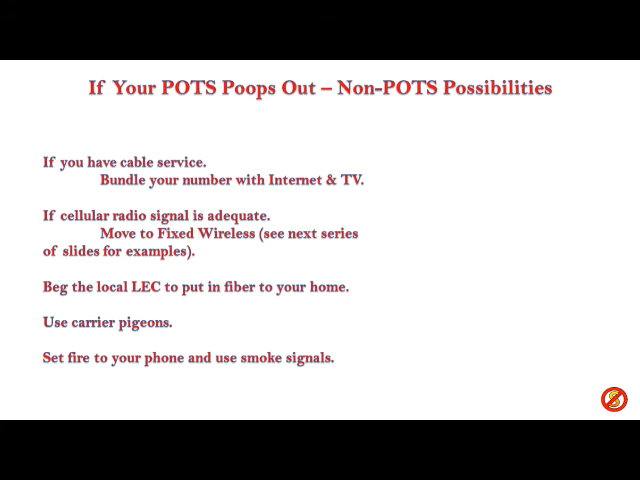 If Your POTS Poops Out – Non-POTS Possibilities
If you have cable service.
Bundle your number with Internet & TV.
If cellular radio signal is adequate.
Move to Fixed Wireless (see next series
of slides for examples).
Beg the local LEC to put in fiber to your home.
Use carrier pigeons.
Set fire to your phone and use smoke signals.